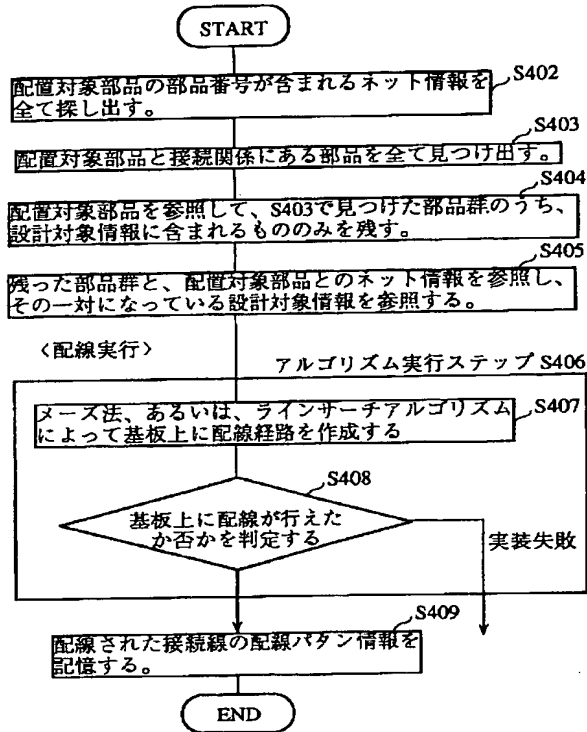 START
S402
配置対象部品の部品番号が含まれるネット情報を
全て探し出す。
S403
配置対象部品と接続関係にある部品を全て見つけ出す。
S404
配置対象部品を参照して、S403で見つけた部品群のうち、
設計対象情報に含まれるもののみを残す。
S405
残った部品群と、配置対象部品とのネット情報を参照し、
その一対になっている設計対象情報を参照する。
〈配線実行〉
アルゴリズム実行ステップ S406
メーズ法、あるいは、ラインサーチアルゴリズム
によって基板上に配線経路を作成する
S407
S408
基板上に配線が行えた
か否かを判定する
実装失敗
S409
配線された接続線の配線パタン情報を
記憶する。
END